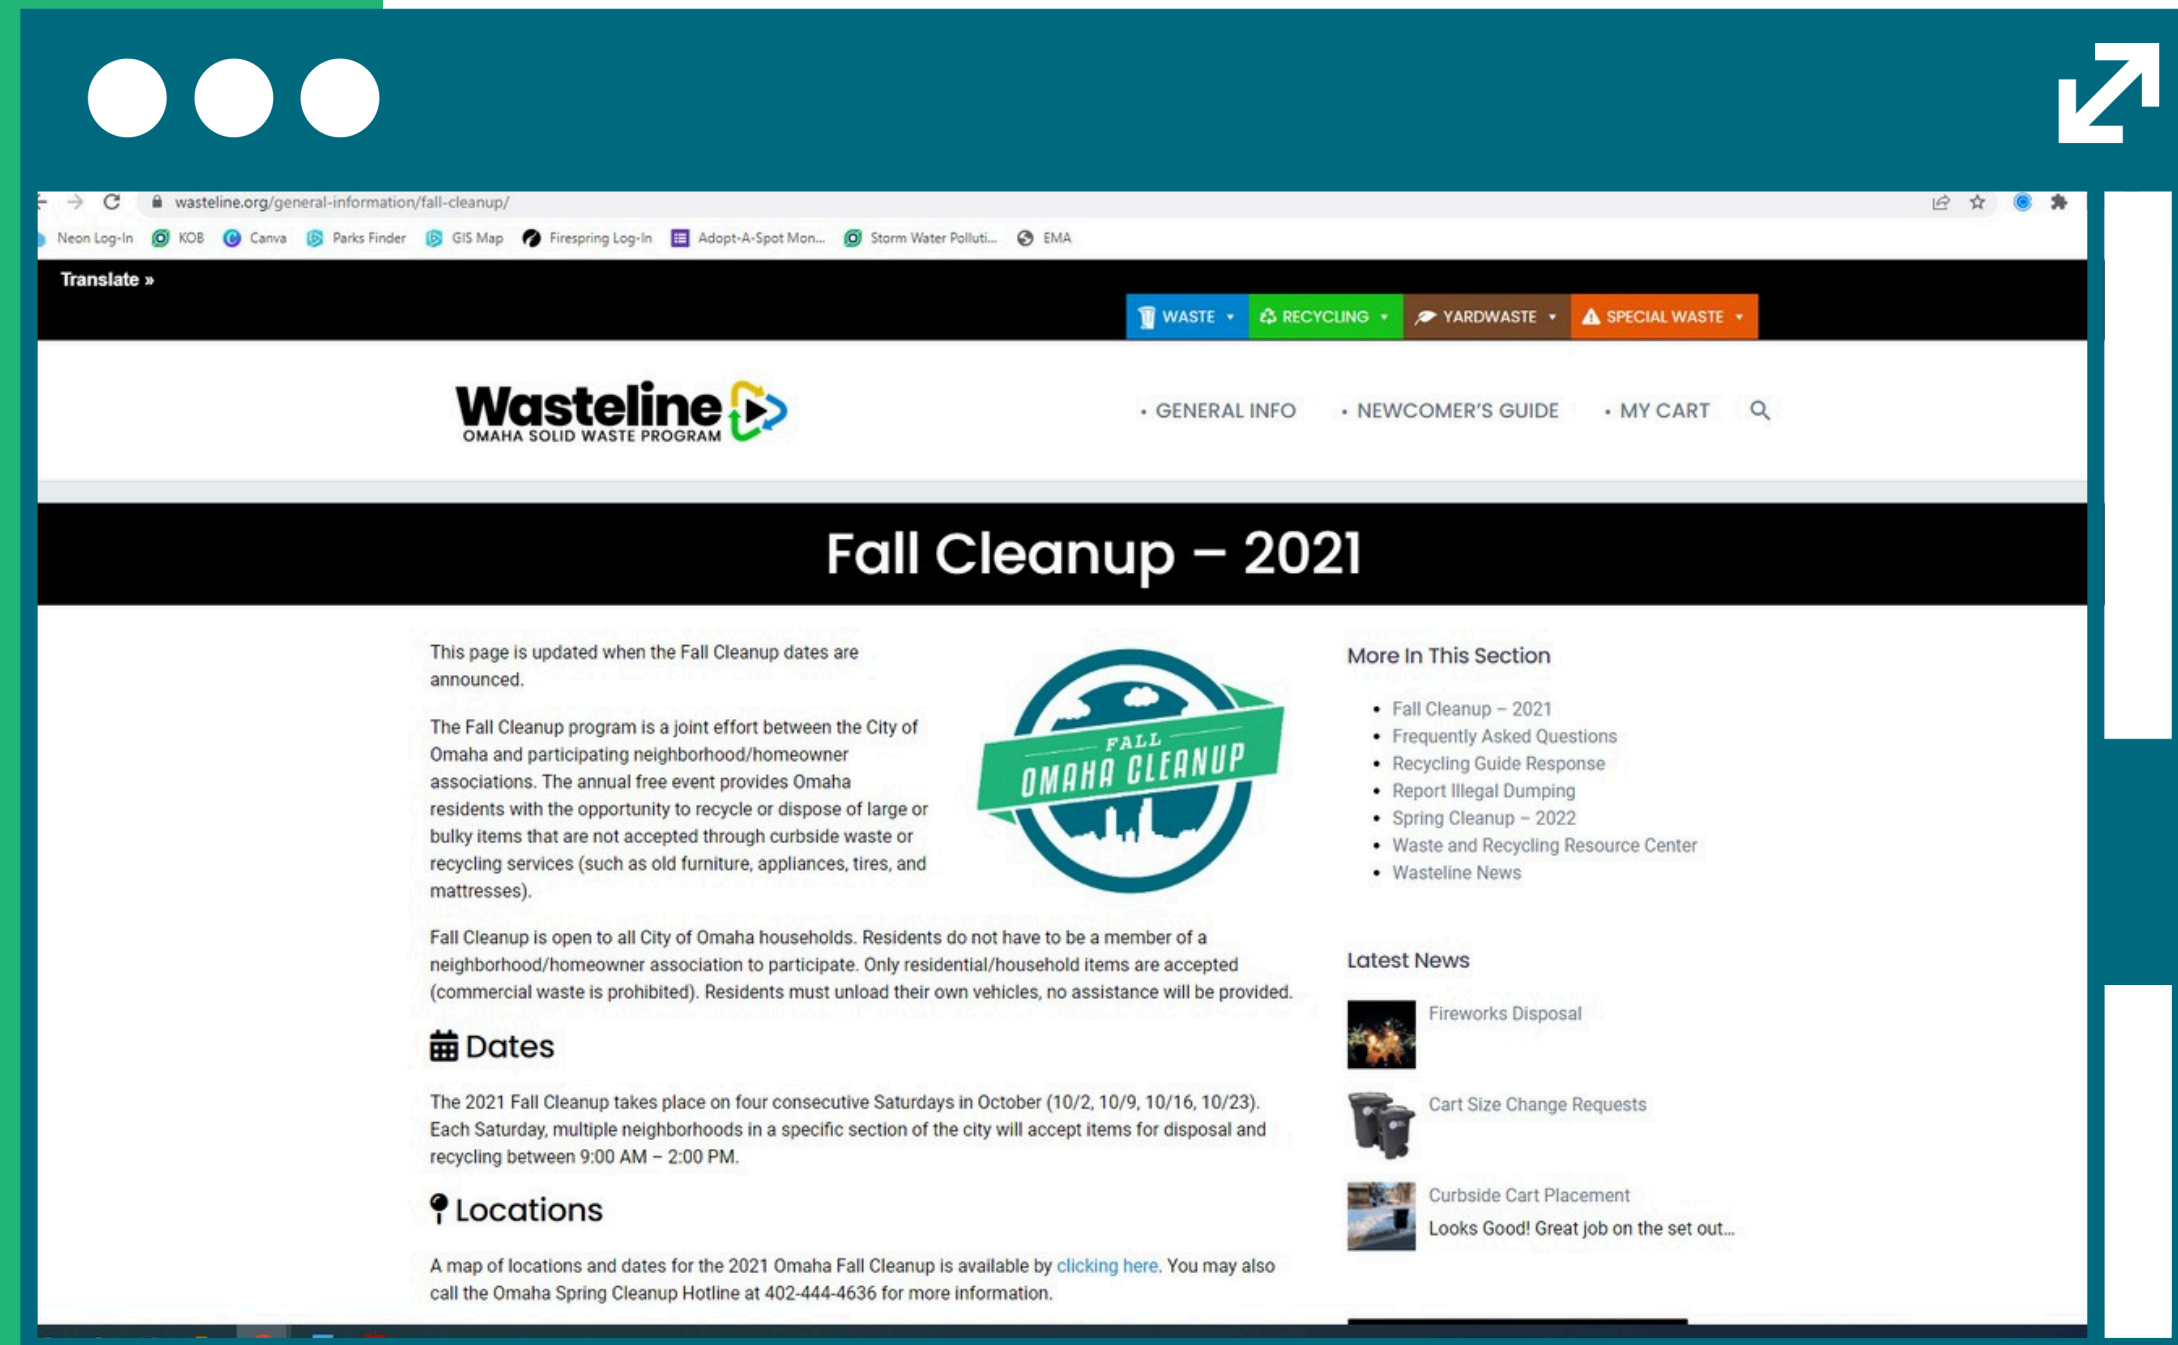 wasteline.org/general-information/fall-cleanup/
Neon Log-In KOB Canva Parks Finder GIS Map Firespring Log-In Adopt-A-Spot Mon... Storm Water Polluti... EMA
Translate »
WASTE RECYCLING YARDWASTE SPECIAL WASTE
Wasteline
OMAHA SOLID WASTE PROGRAM
• GENERAL INFO • NEWCOMER'S GUIDE • MY CART
Fall Cleanup – 2021
This page is updated when the Fall Cleanup dates are
announced.
The Fall Cleanup program is a joint effort between the City of
Omaha and participating neighborhood/homeowner
associations. The annual free event provides Omaha
residents with the opportunity to recycle or dispose of large or
bulky items that are not accepted through curbside waste or
recycling services (such as old furniture, appliances, tires, and
mattresses).
FALL
OMAHA CLEANUP
Fall Cleanup is open to all City of Omaha households. Residents do not have to be a member of a
neighborhood/homeowner association to participate. Only residential/household items are accepted
(commercial waste is prohibited). Residents must unload their own vehicles, no assistance will be provided.
Dates
The 2021 Fall Cleanup takes place on four consecutive Saturdays in October (10/2, 10/9, 10/16, 10/23).
Each Saturday, multiple neighborhoods in a specific section of the city will accept items for disposal and
recycling between 9:00 AM – 2:00 PM.
Locations
A map of locations and dates for the 2021 Omaha Fall Cleanup is available by clicking here. You may also
call the Omaha Spring Cleanup Hotline at 402-444-4636 for more information.
More In This Section
• Fall Cleanup – 2021
• Frequently Asked Questions
• Recycling Guide Response
• Report Illegal Dumping
• Spring Cleanup – 2022
• Waste and Recycling Resource Center
• Wasteline News
Latest News
Fireworks Disposal
Cart Size Change Requests
Curbside Cart Placement
Looks Good! Great job on the set out...